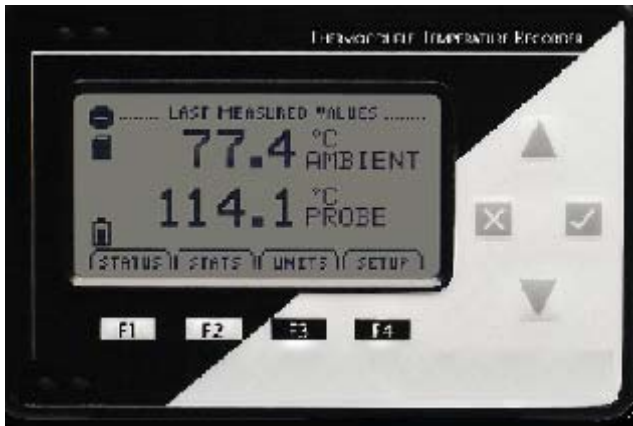 THERMOCOUPLE TEMPERATURE RECORDER
LAST MEASURED VALUES
77.4 °C
AMBIENT
114.1 °C
PROBE
STATUS STATS UNITS SETUP
F1 F2 F3 F4